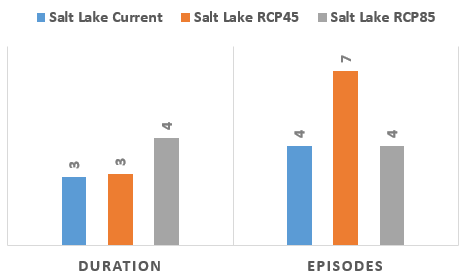 Salt Lake Current Salt Lake RCP45 Salt Lake RCP85
3 3 4 4 7 4
DURATION EPISODES